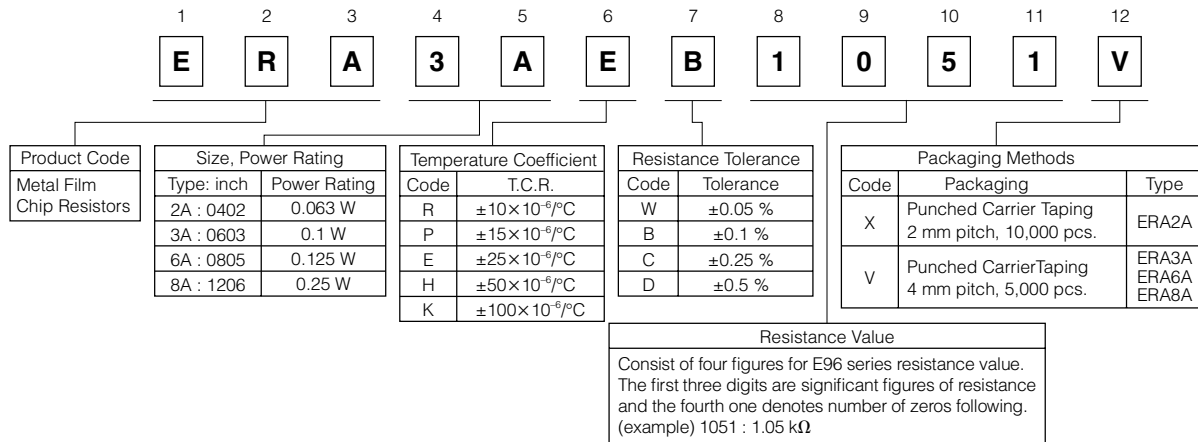 1 2 3 4 5 6 7 8 9 10 11 12
E R A 3 A E B 1 0 5 1 V
Product Code
Metal Film
Chip Resistors
Size, Power Rating
Type: inch Power Rating
2A : 0402 0.063 W
3A : 0603 0.1 W
6A : 0805 0.125 W
8A : 1206 0.25 W
Temperature Coefficient
Code T.C.R.
R ±10×10⁻⁶/°C
P ±15×10⁻⁶/°C
E ±25×10⁻⁶/°C
H ±50×10⁻⁶/°C
K ±100×10⁻⁶/°C
Resistance Tolerance
Code Tolerance
W ±0.05 %
B ±0.1 %
C ±0.25 %
D ±0.5 %
Packaging Methods
Code Packaging Type
X Punched Carrier Taping
2 mm pitch, 10,000 pcs. ERA2A
V Punched CarrierTaping
4 mm pitch, 5,000 pcs. ERA3A
ERA6A
ERA8A
Resistance Value
Consist of four figures for E96 series resistance value.
The first three digits are significant figures of resistance
and the fourth one denotes number of zeros following.
(example) 1051 : 1.05 kΩ